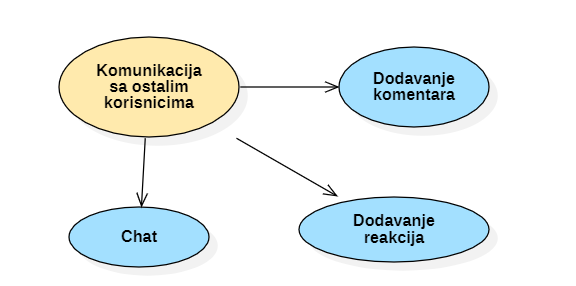 Komunikacija
sa ostalim
korisnicima
Dodavanje
komentara
Chat
Dodavanje
reakcija